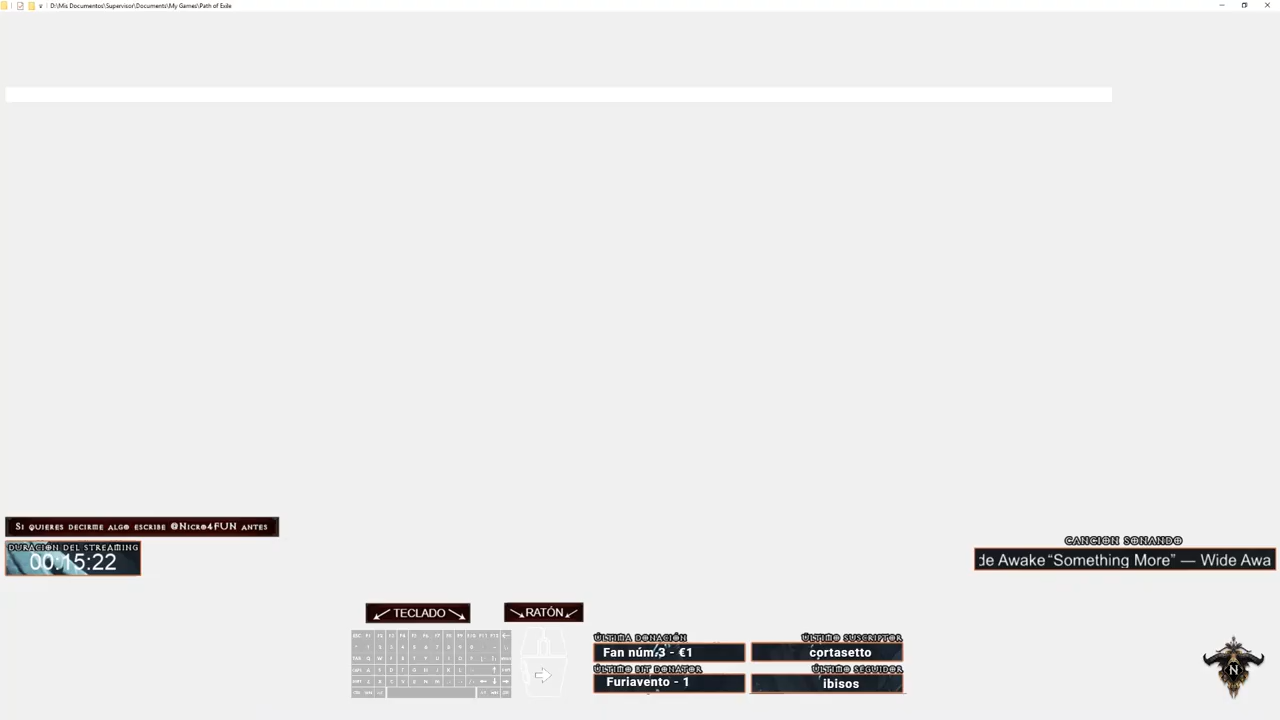 D:\Mis Documentos\Supervisor\Documents\My Games\Path of Exile
Si quieres decirme algo escribe @Nicro4FUN antes
DURACIÓN DEL STREAMING
00:15:22
CANCIÓN SONANDO
de Awake “Something More” — Wide Awa
TECLADO
RATÓN
ÚLTIMA DONACIÓN
Fan núm/3 - €1
ÚLTIMO SUSCRIPTOR
cortasetto
ÚLTIMO BIT DONATOR
Furiavento - 1
ÚLTIMO SEGUIDOR
ibisos
N